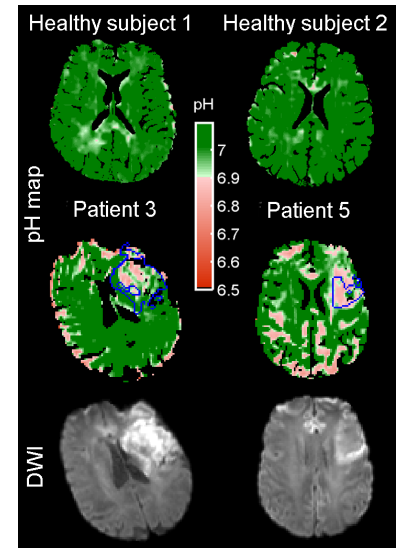 Healthy subject 1
Healthy subject 2
pH
7
6.9
6.8
6.7
6.6
6.5
pH map
Patient 3
Patient 5
DWI